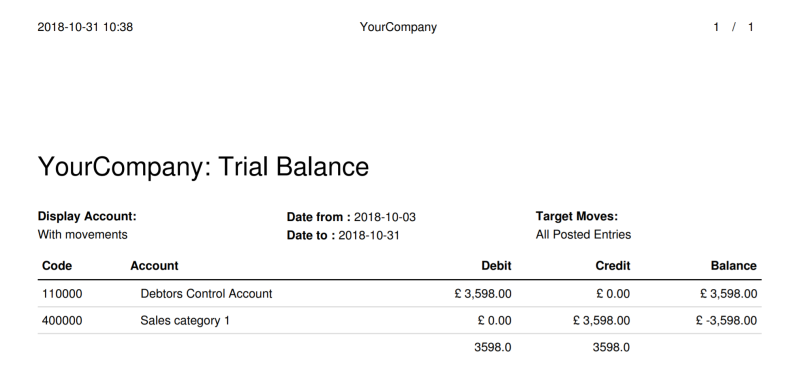 2018-10-31 10:38 YourCompany 1 / 1
YourCompany: Trial Balance
Display Account: Date from : 2018-10-03 Target Moves:
With movements Date to : 2018-10-31 All Posted Entries
Code Account Debit Credit Balance
110000 Debtors Control Account £ 3,598.00 £ 0.00 £ 3,598.00
400000 Sales category 1 £ 0.00 £ 3,598.00 £ -3,598.00
3598.0 3598.0